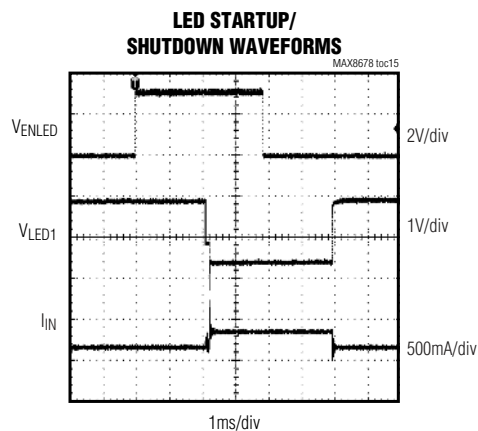 LED STARTUP/
SHUTDOWN WAVEFORMS
MAX8678 toc15
VENLED
2V/div
VLED1
1V/div
IIN
500mA/div
1ms/div